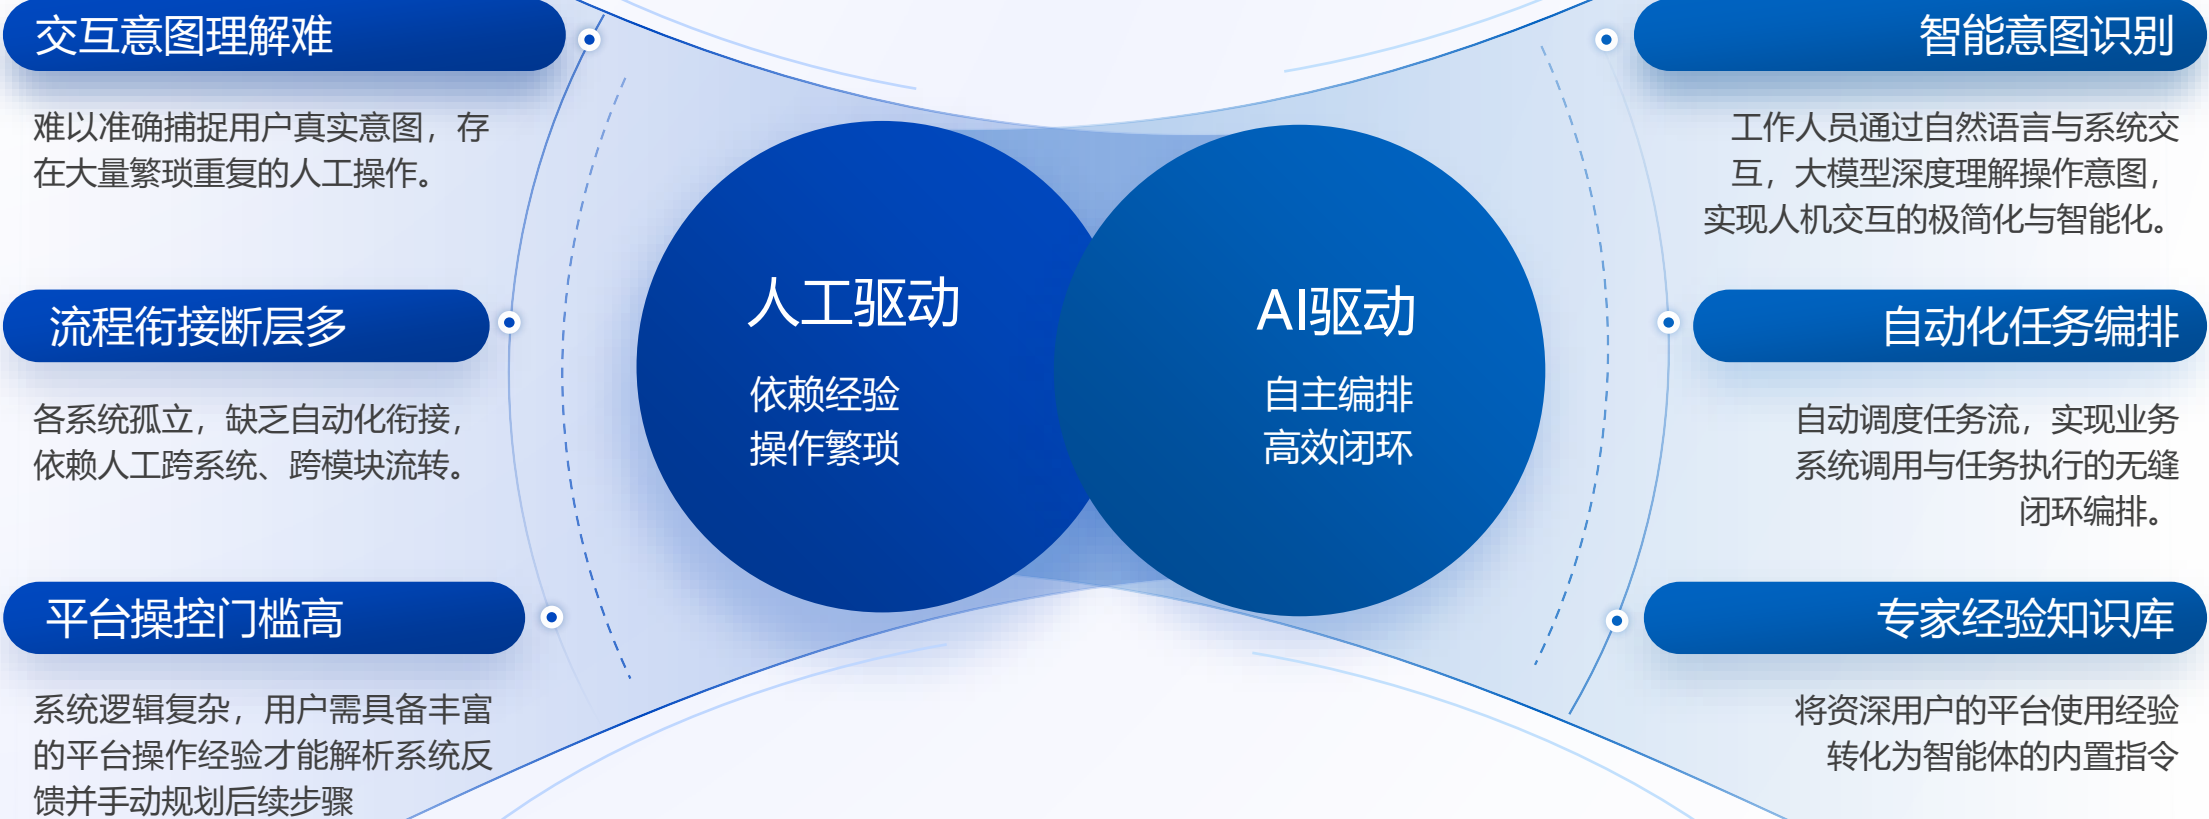 交互意图理解难
难以准确捕捉用户真实意图，存
在大量繁琐重复的人工操作。
流程衔接断层多
各系统孤立，缺乏自动化衔接，
依赖人工跨系统、跨模块流转。
平台操控门槛高
系统逻辑复杂，用户需具备丰富
的平台操作经验才能解析系统反
馈并手动规划后续步骤
人工驱动
依赖经验
操作繁琐
AI驱动
自主编排
高效闭环
智能意图识别
工作人员通过自然语言与系统交
互，大模型深度理解操作意图，
实现人机交互的极简化与智能化。
自动化任务编排
自动调度任务流，实现业务
系统调用与任务执行的无缝
闭环编排。
专家经验知识库
将资深用户的平台使用经验
转化为智能体的内置指令